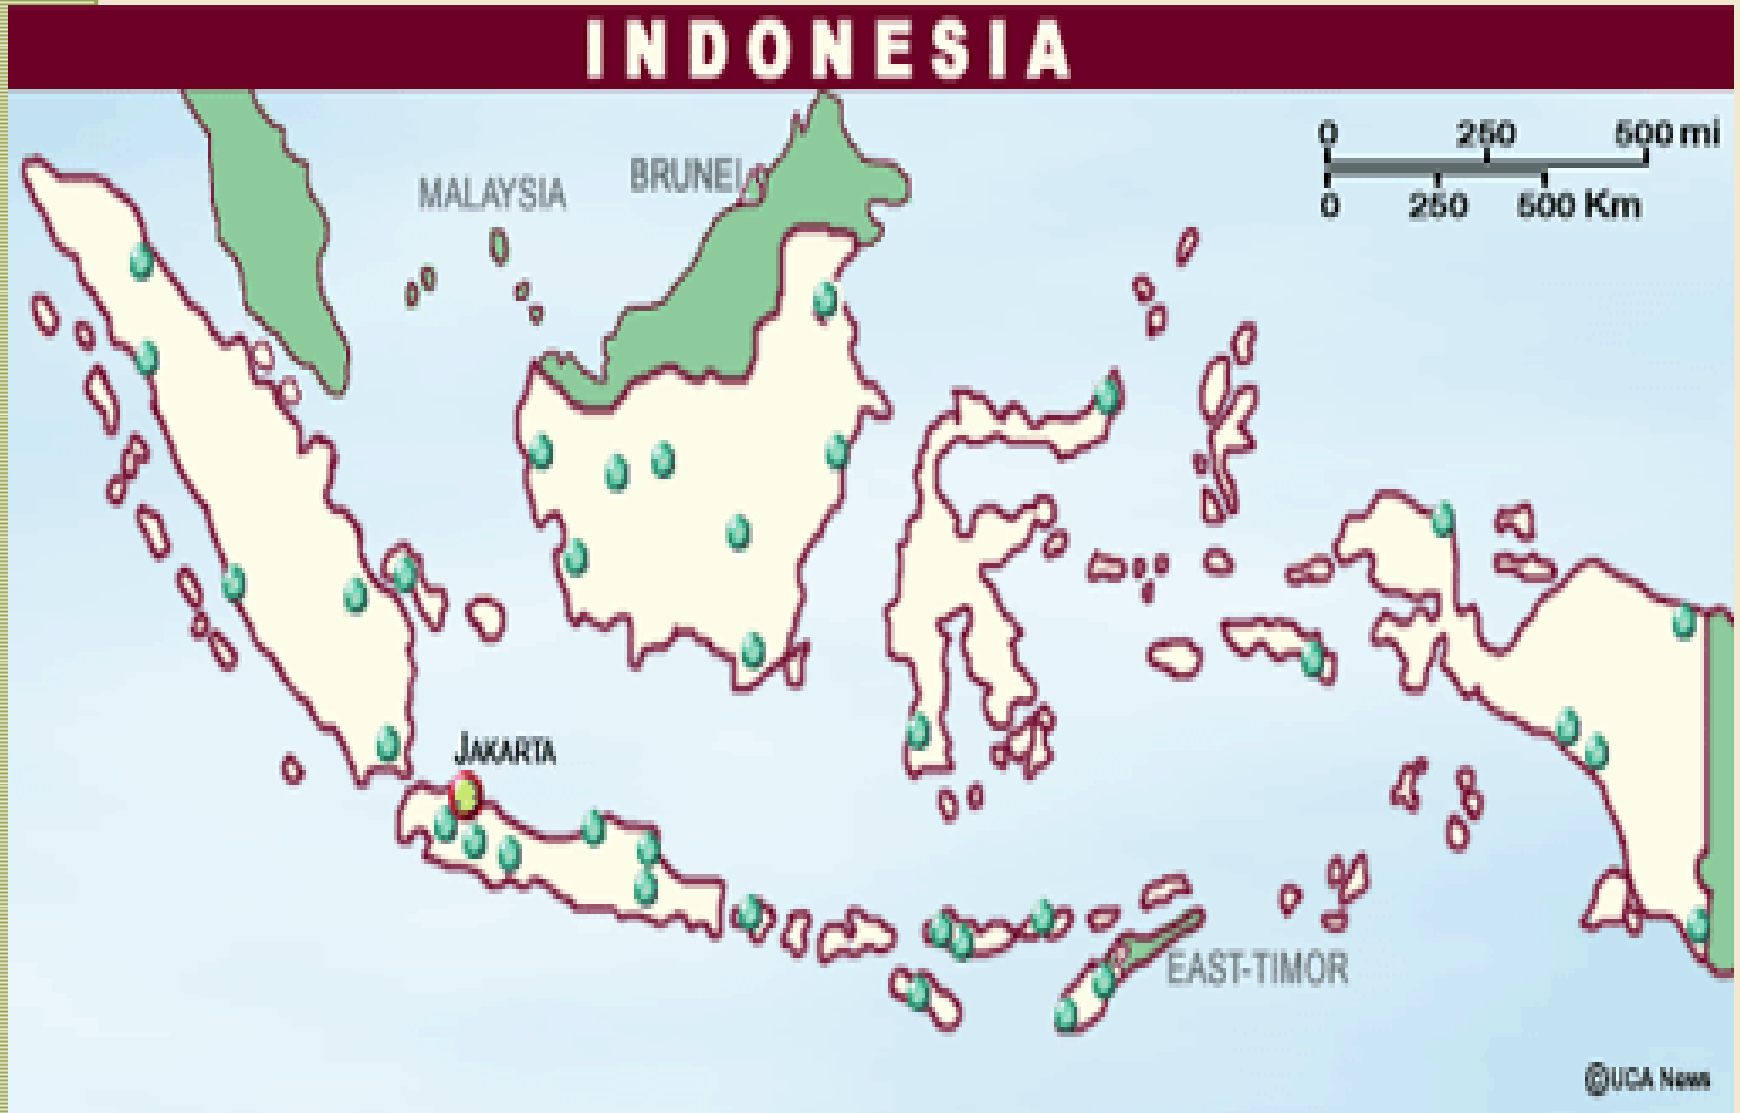 INDONESIA
0 250 500 mi
0 250 500 Km
MALAYSIA
BRUNEI
JAKARTA
EAST-TIMOR
©UCA News